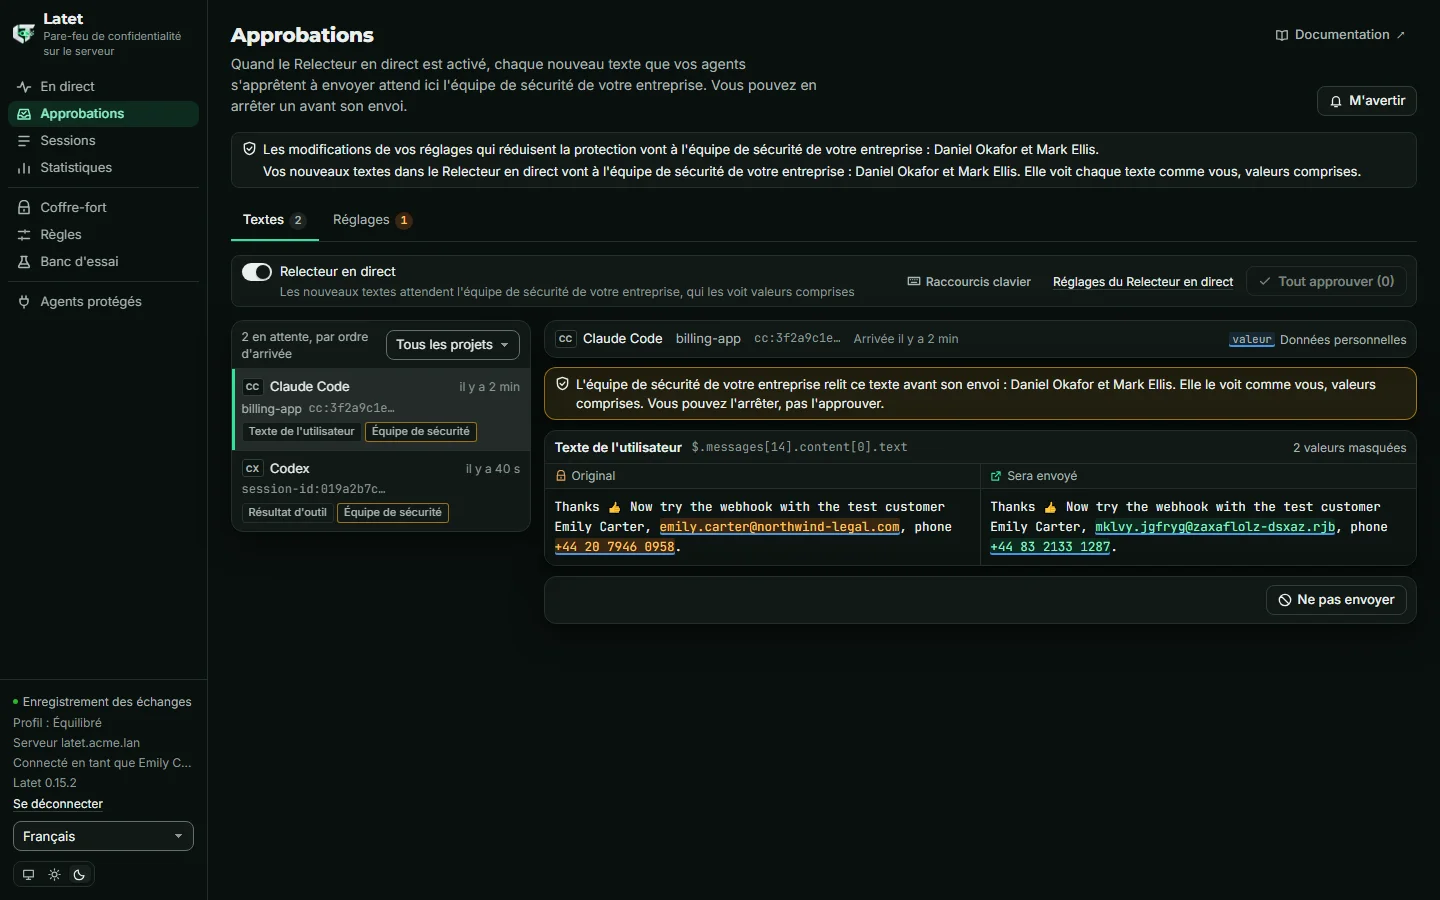 Latet
Pare-feu de confidentialité
sur le serveur
En direct
Approbations
Sessions
Statistiques
Coffre-fort
Règles
Banc d'essai
Agents protégés
Enregistrement des échanges
Profil : Équilibré
Serveur latet.acme.lan
Connecté en tant que Emily C...
Latet 0.15.2
Se déconnecter
Français
Approbations
Documentation ↗
Quand le Relecteur en direct est activé, chaque nouveau texte que vos agents
s'apprêtent à envoyer attend ici l'équipe de sécurité de votre entreprise. Vous pouvez en
arrêter un avant son envoi.
M'avertir
Les modifications de vos réglages qui réduisent la protection vont à l'équipe de sécurité de votre entreprise : Daniel Okafor et Mark Ellis.
Vos nouveaux textes dans le Relecteur en direct vont à l'équipe de sécurité de votre entreprise : Daniel Okafor et Mark Ellis. Elle voit chaque texte comme vous, valeurs comprises.
Textes 2 Réglages 1
Relecteur en direct
Les nouveaux textes attendent l'équipe de sécurité de votre entreprise, qui les voit valeurs comprises
Raccourcis clavier Réglages du Relecteur en direct Tout approuver (0)
2 en attente, par ordre
d'arrivée
Tous les projets
CC Claude Code il y a 2 min
billing-app cc:3f2a9c1e…
Texte de l'utilisateur Équipe de sécurité
CX Codex il y a 40 s
session-id:019a2b7c…
Résultat d'outil Équipe de sécurité
CC Claude Code billing-app cc:3f2a9c1e… Arrivée il y a 2 min valeur Données personnelles
L'équipe de sécurité de votre entreprise relit ce texte avant son envoi : Daniel Okafor et Mark Ellis. Elle le voit comme vous, valeurs
comprises. Vous pouvez l'arrêter, pas l'approuver.
Texte de l'utilisateur $.messages[14].content[0].text 2 valeurs masquées
Original
Thanks 👍 Now try the webhook with the test customer
Emily Carter, emily.carter@northwind-legal.com, phone
+44 20 7946 0958.
Sera envoyé
Thanks 👍 Now try the webhook with the test customer
Emily Carter, mklvy.jgfryg@zaxaflolz-dsxaz.rjb, phone
+44 83 2133 1287.
Ne pas envoyer